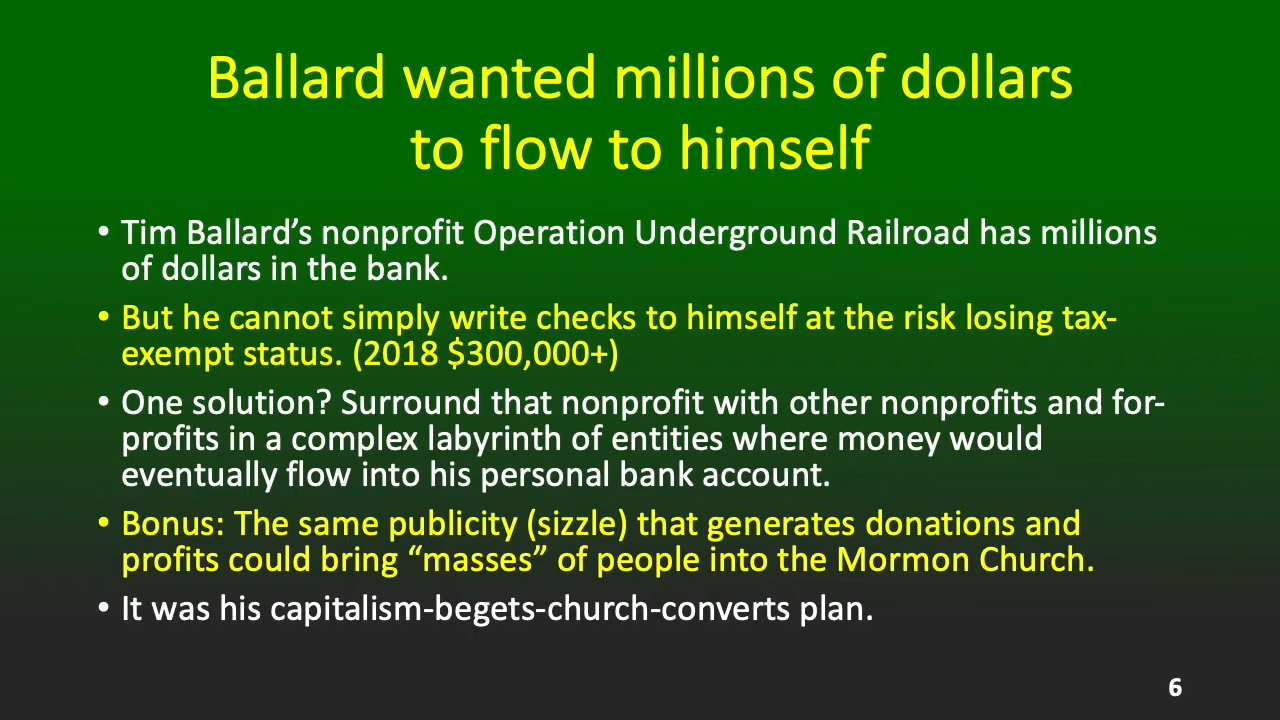 Ballard wanted millions of dollars
to flow to himself
• Tim Ballard’s nonprofit Operation Underground Railroad has millions
of dollars in the bank.
• But he cannot simply write checks to himself at the risk losing tax-
exempt status. (2018 $300,000+)
• One solution? Surround that nonprofit with other nonprofits and for-
profits in a complex labyrinth of entities where money would
eventually flow into his personal bank account.
• Bonus: The same publicity (sizzle) that generates donations and
profits could bring “masses” of people into the Mormon Church.
• It was his capitalism-begets-church-converts plan.
6